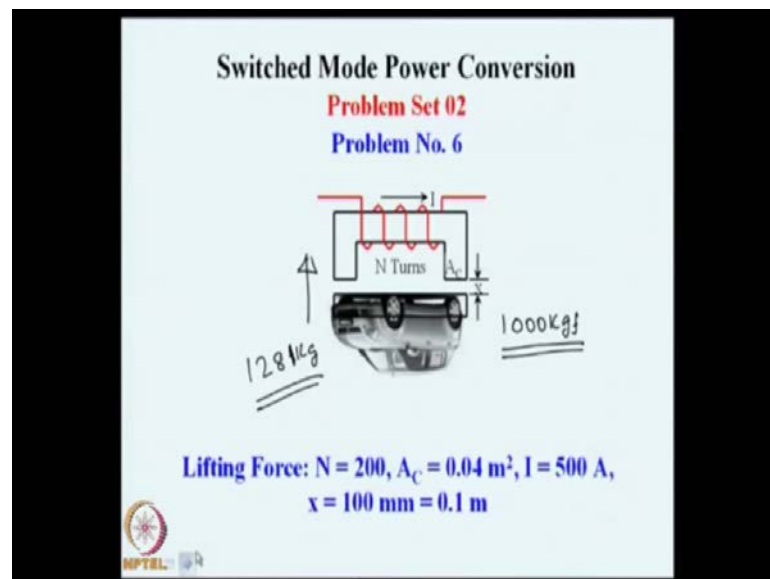 Switched Mode Power Conversion
Problem Set 02
Problem No. 6
I
N Turns
A_C
x
1000Kgf
1281Kg
Lifting Force: N = 200, A_C = 0.04 m², I = 500 A,
x = 100 mm = 0.1 m
NPTEL